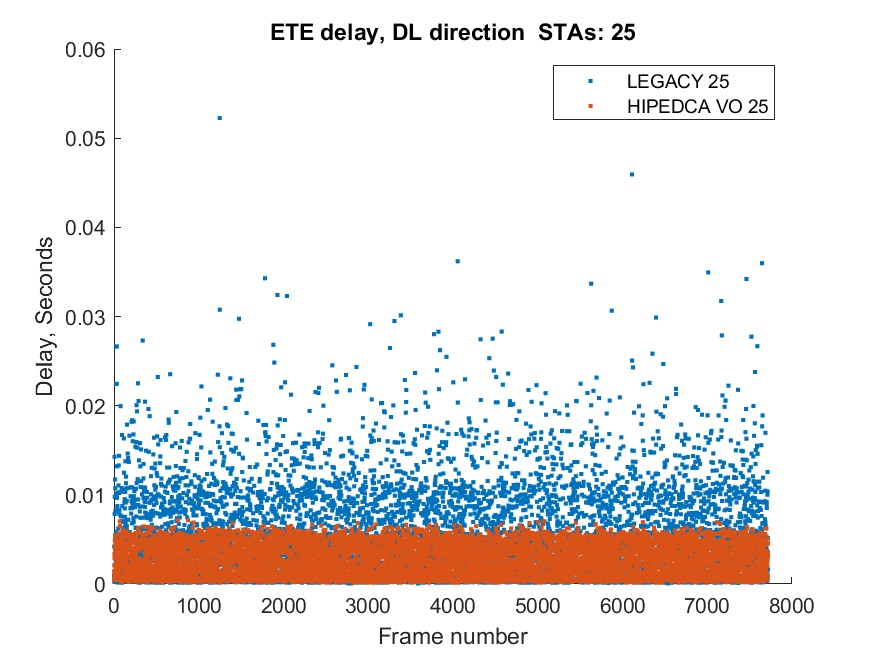 ETE delay, DL direction  STAs: 25
LEGACY 25
HIPEDCA VO 25
Delay, Seconds
0.06
0.05
0.04
0.03
0.02
0.01
0
0 1000 2000 3000 4000 5000 6000 7000 8000
Frame number